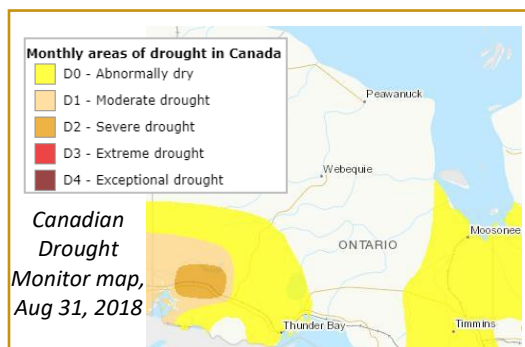 Monthly areas of drought in Canada
D0 - Abnormally dry
D1 - Moderate drought
D2 - Severe drought
D3 - Extreme drought
D4 - Exceptional drought
Canadian
Drought
Monitor map,
Aug 31, 2018
Peawanuck
Webequie
ONTARIO
Moosonee
Thunder Bay
Timmins